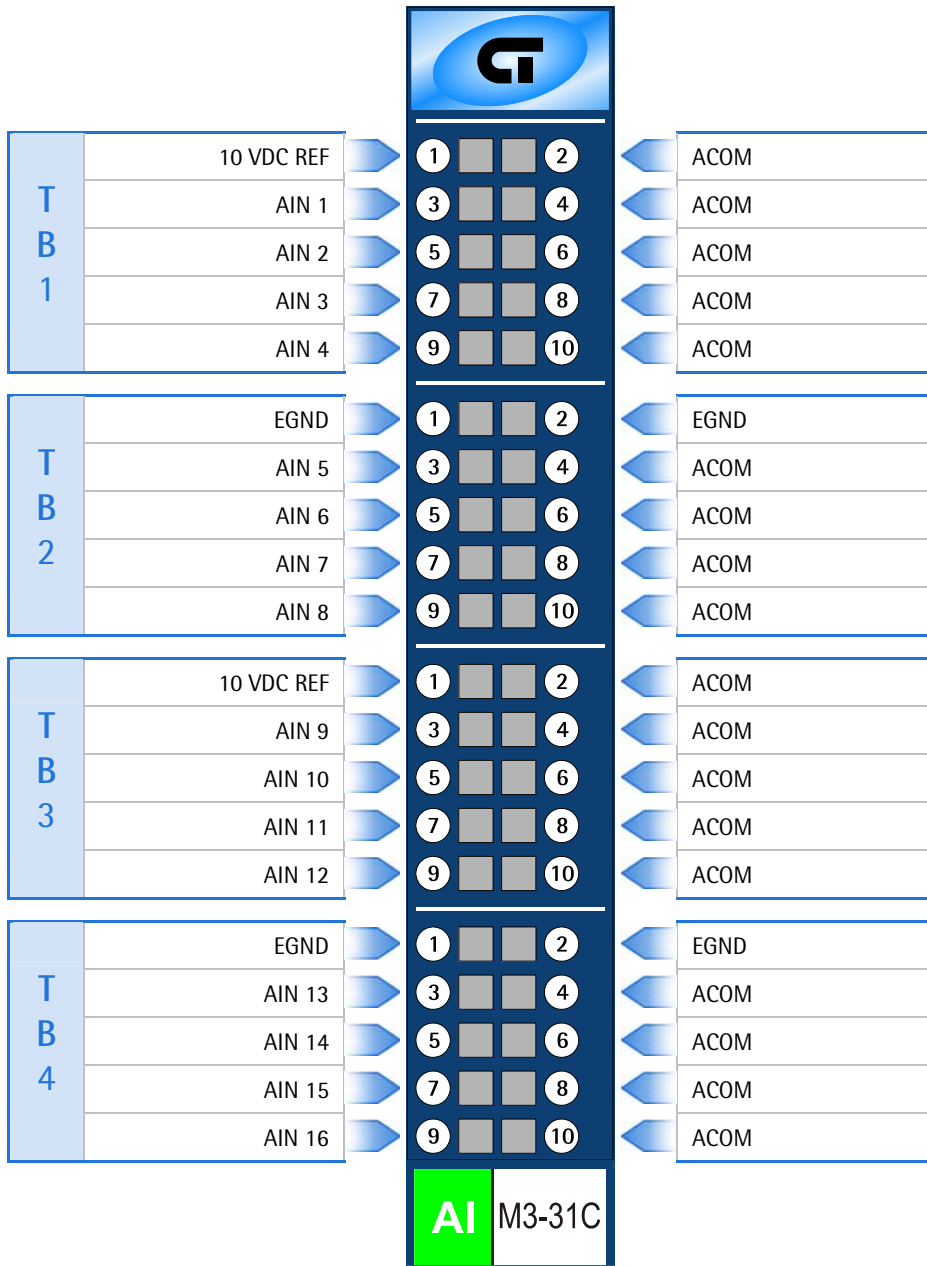 CT
TB1
10 VDC REF 1 2 ACOM
AIN 1 3 4 ACOM
AIN 2 5 6 ACOM
AIN 3 7 8 ACOM
AIN 4 9 10 ACOM
TB2
EGND 1 2 EGND
AIN 5 3 4 ACOM
AIN 6 5 6 ACOM
AIN 7 7 8 ACOM
AIN 8 9 10 ACOM
TB3
10 VDC REF 1 2 ACOM
AIN 9 3 4 ACOM
AIN 10 5 6 ACOM
AIN 11 7 8 ACOM
AIN 12 9 10 ACOM
TB4
EGND 1 2 EGND
AIN 13 3 4 ACOM
AIN 14 5 6 ACOM
AIN 15 7 8 ACOM
AIN 16 9 10 ACOM
AI M3-31C